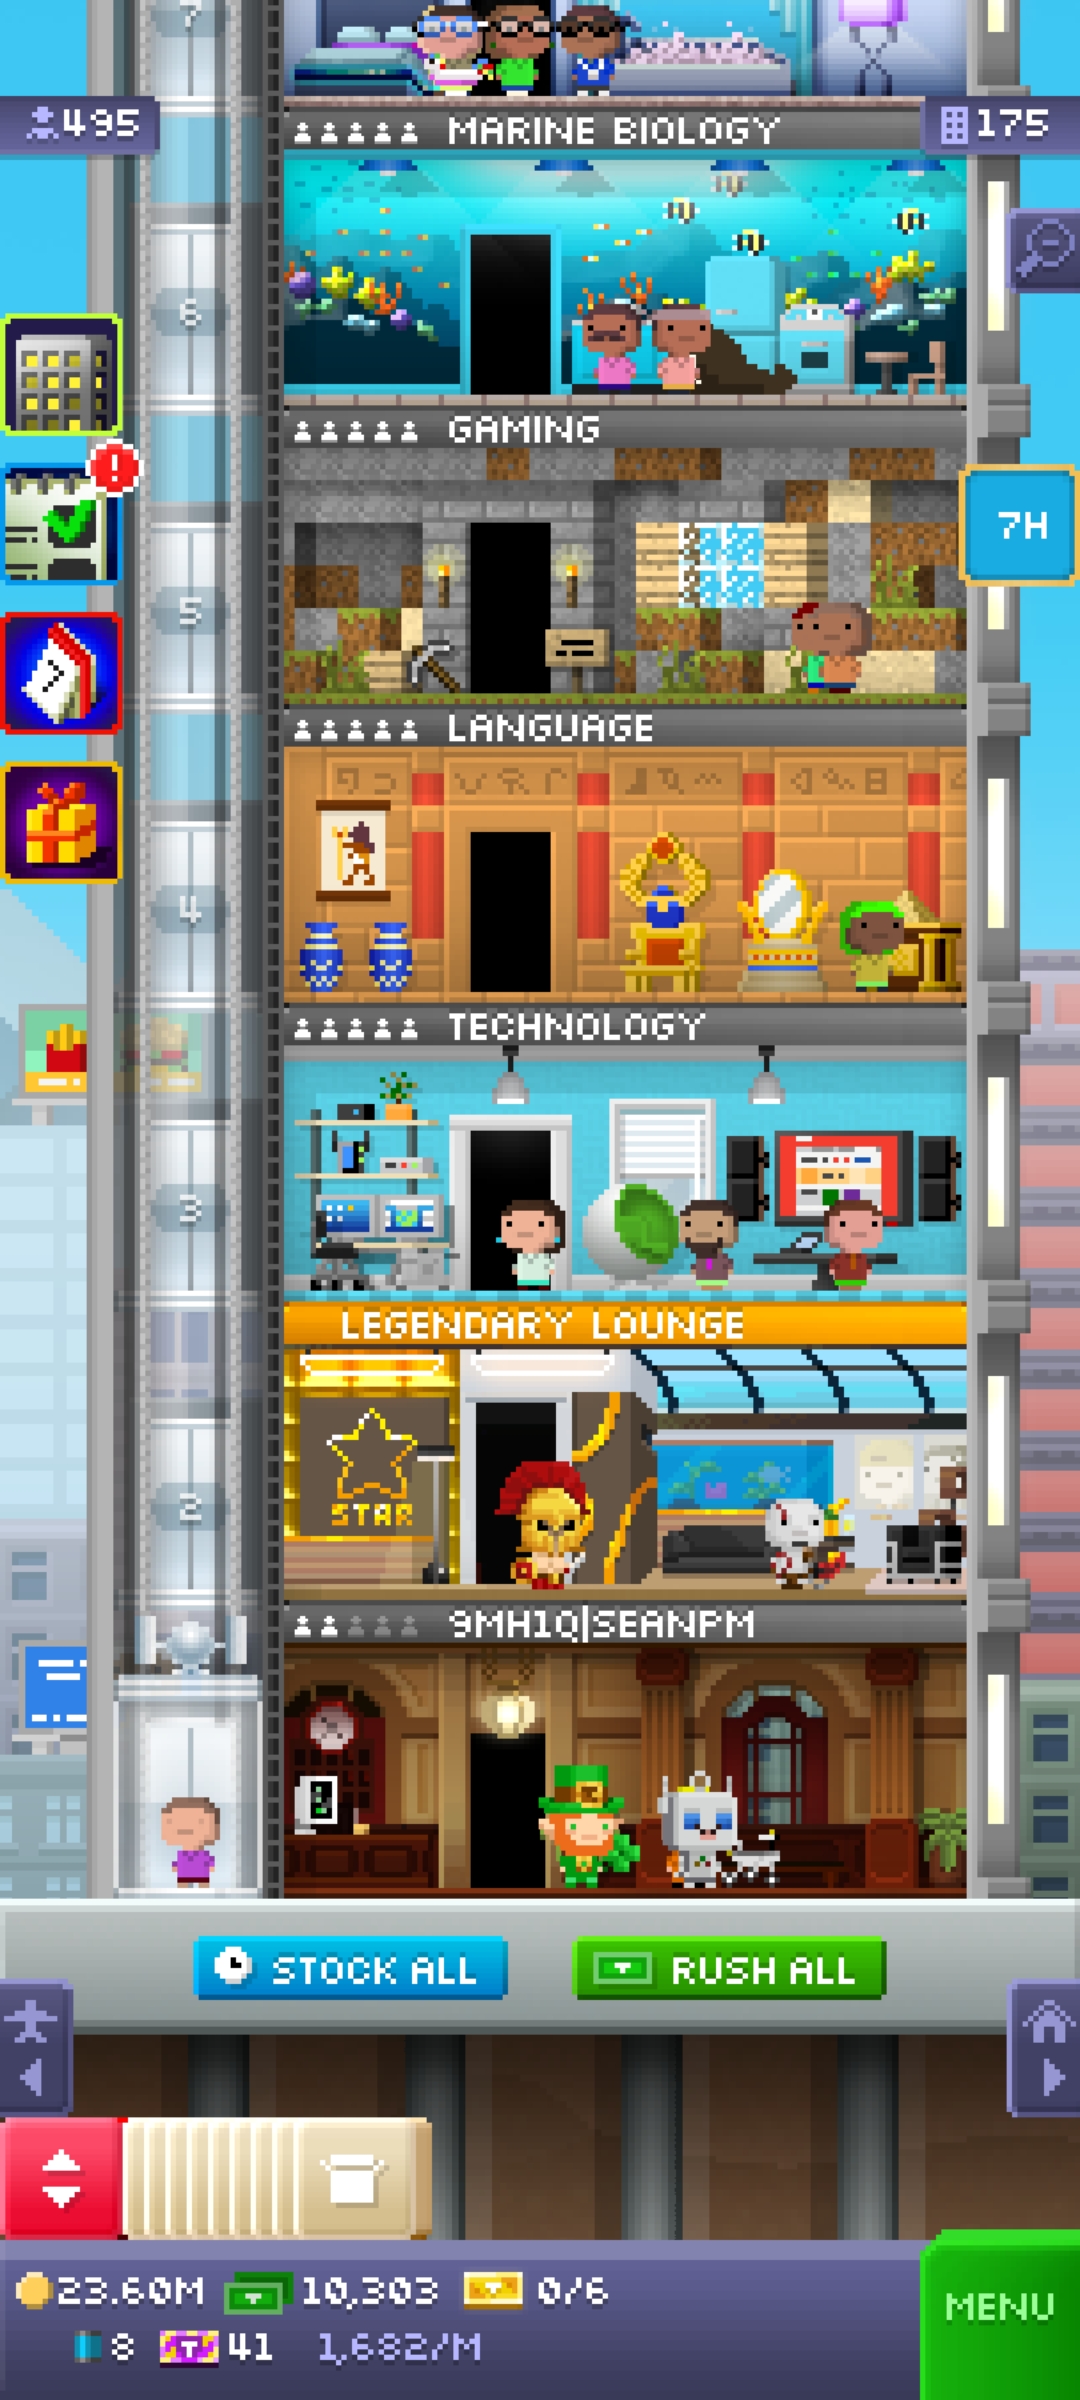 7
495
MARINE BIOLOGY
175
6
GAMING
7H
5
LANGUAGE
4
TECHNOLOGY
3
LEGENDARY LOUNGE
STAR
2
9MH1Q|SEANPM
STOCK ALL
RUSH ALL
23.60M 10,303 0/6
MENU
8 T 41 1,682/M